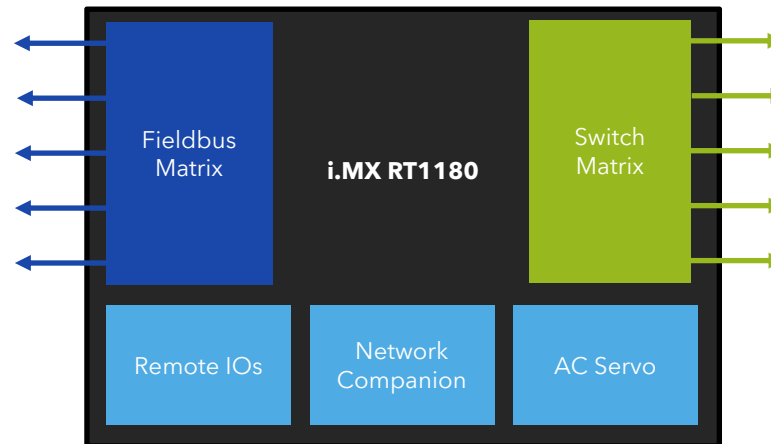 Fieldbus
Matrix
i.MX RT1180
Switch
Matrix
Remote IOs
Network
Companion
AC Servo